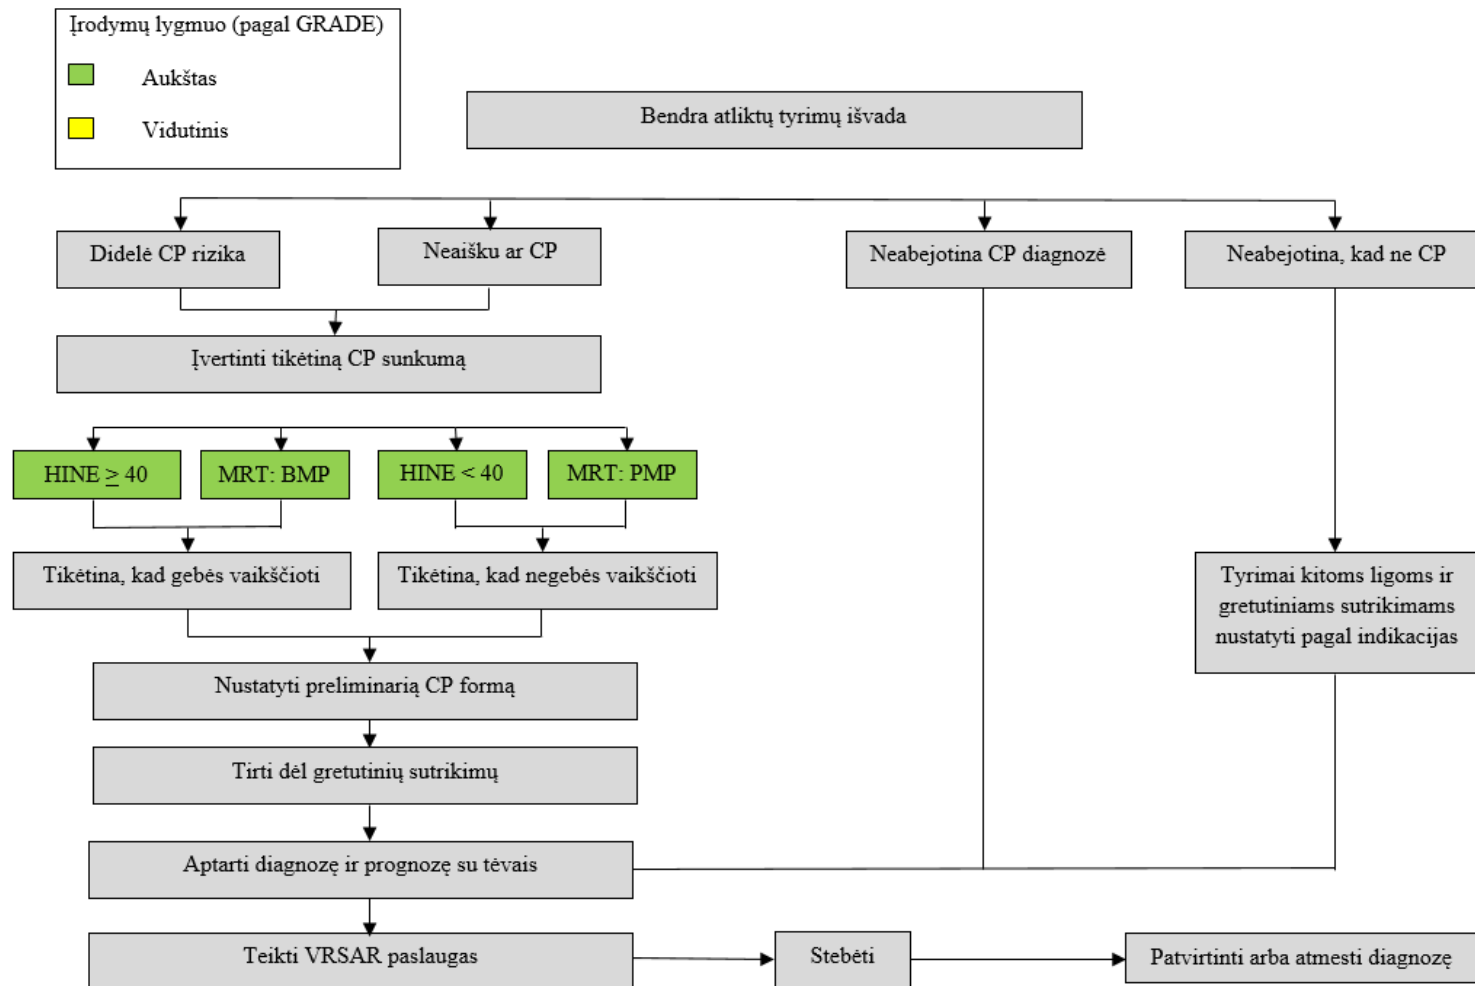 Įrodymų lygmuo (pagal GRADE)
Aukštas
Vidutinis
Bendra atliktų tyrimų išvada
Didelė CP rizika
Neaišku ar CP
Neabejotina CP diagnozė
Neabejotina, kad ne CP
Įvertinti tikėtiną CP sunkumą
HINE ≥ 40
MRT: BMP
HINE < 40
MRT: PMP
Tikėtina, kad gebės vaikščioti
Tikėtina, kad negebės vaikščioti
Tyrimai kitoms ligoms ir
gretutiniams sutrikimams
nustatyti pagal indikacijas
Nustatyti preliminarią CP formą
Tirti dėl gretutinių sutrikimų
Aptarti diagnozę ir prognozę su tėvais
Teikti VRSAR paslaugas
Stebėti
Patvirtinti arba atmesti diagnozę